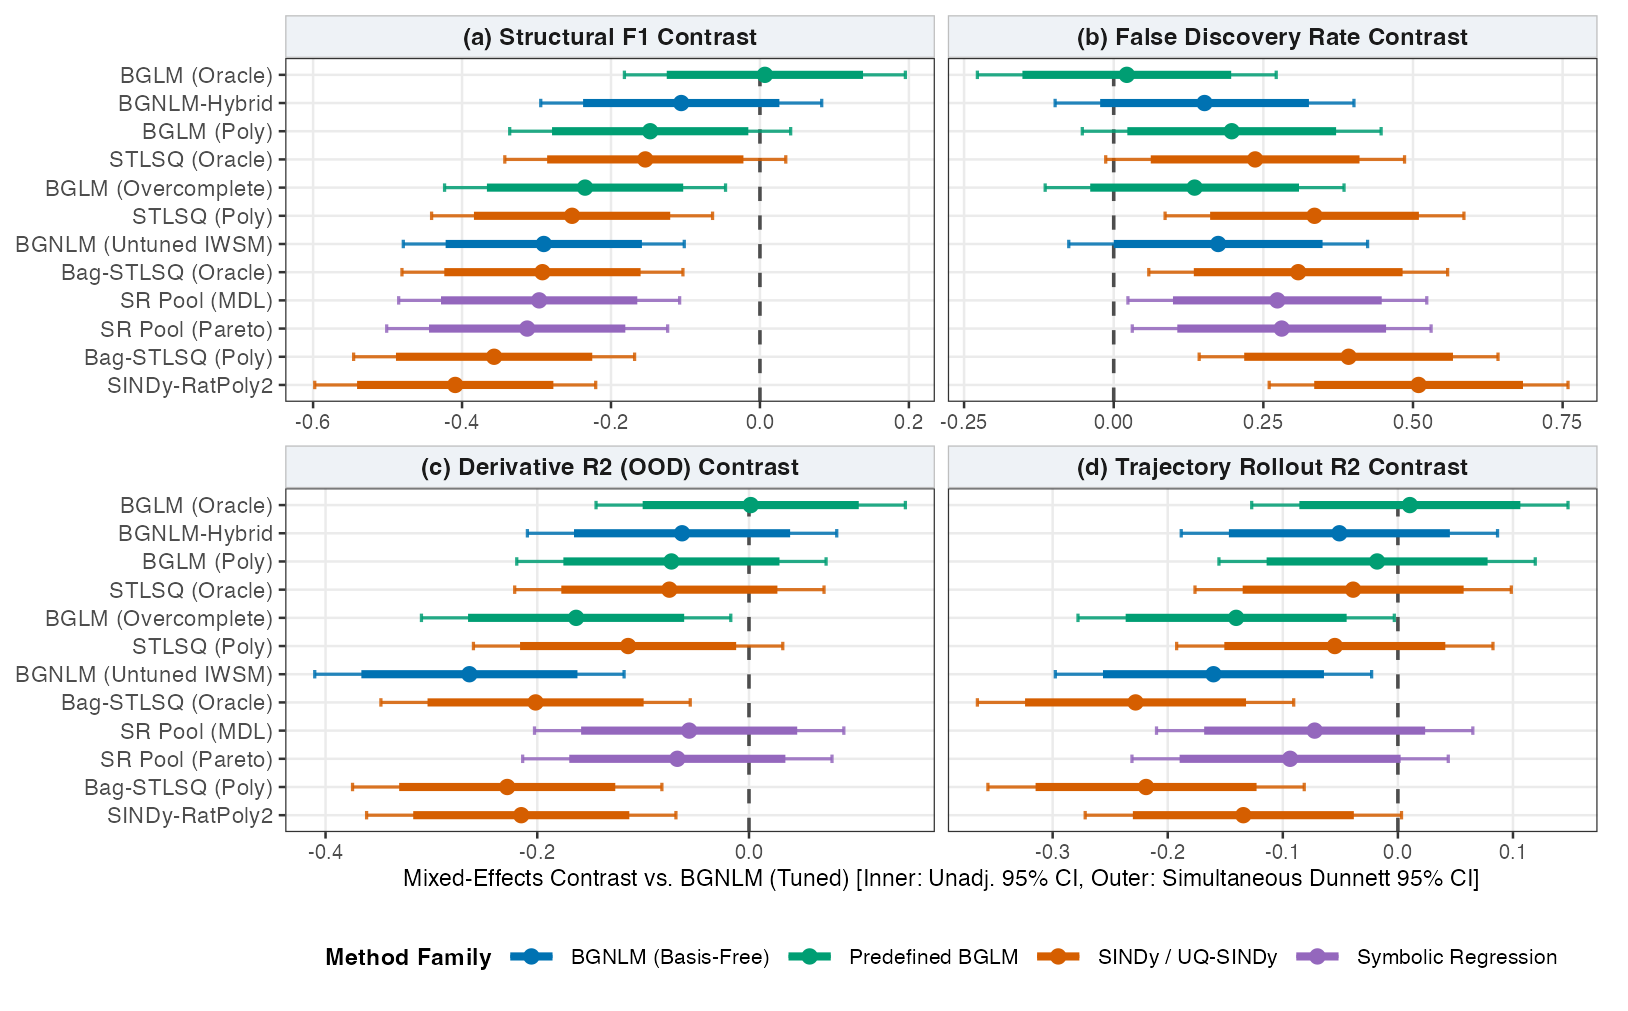 (a) Structural F1 Contrast
(b) False Discovery Rate Contrast
BGLM (Oracle)
BGNLM-Hybrid
BGLM (Poly)
STLSQ (Oracle)
BGLM (Overcomplete)
STLSQ (Poly)
BGNLM (Untuned IWSM)
Bag-STLSQ (Oracle)
SR Pool (MDL)
SR Pool (Pareto)
Bag-STLSQ (Poly)
SINDy-RatPoly2
-0.6 -0.4 -0.2 0.0 0.2
-0.25 0.00 0.25 0.50 0.75
(c) Derivative R2 (OOD) Contrast
(d) Trajectory Rollout R2 Contrast
BGLM (Oracle)
BGNLM-Hybrid
BGLM (Poly)
STLSQ (Oracle)
BGLM (Overcomplete)
STLSQ (Poly)
BGNLM (Untuned IWSM)
Bag-STLSQ (Oracle)
SR Pool (MDL)
SR Pool (Pareto)
Bag-STLSQ (Poly)
SINDy-RatPoly2
-0.4 -0.2 0.0
-0.3 -0.2 -0.1 0.0 0.1
Mixed-Effects Contrast vs. BGNLM (Tuned) [Inner: Unadj. 95% CI, Outer: Simultaneous Dunnett 95% CI]
Method Family BGNLM (Basis-Free) Predefined BGLM SINDy / UQ-SINDy Symbolic Regression